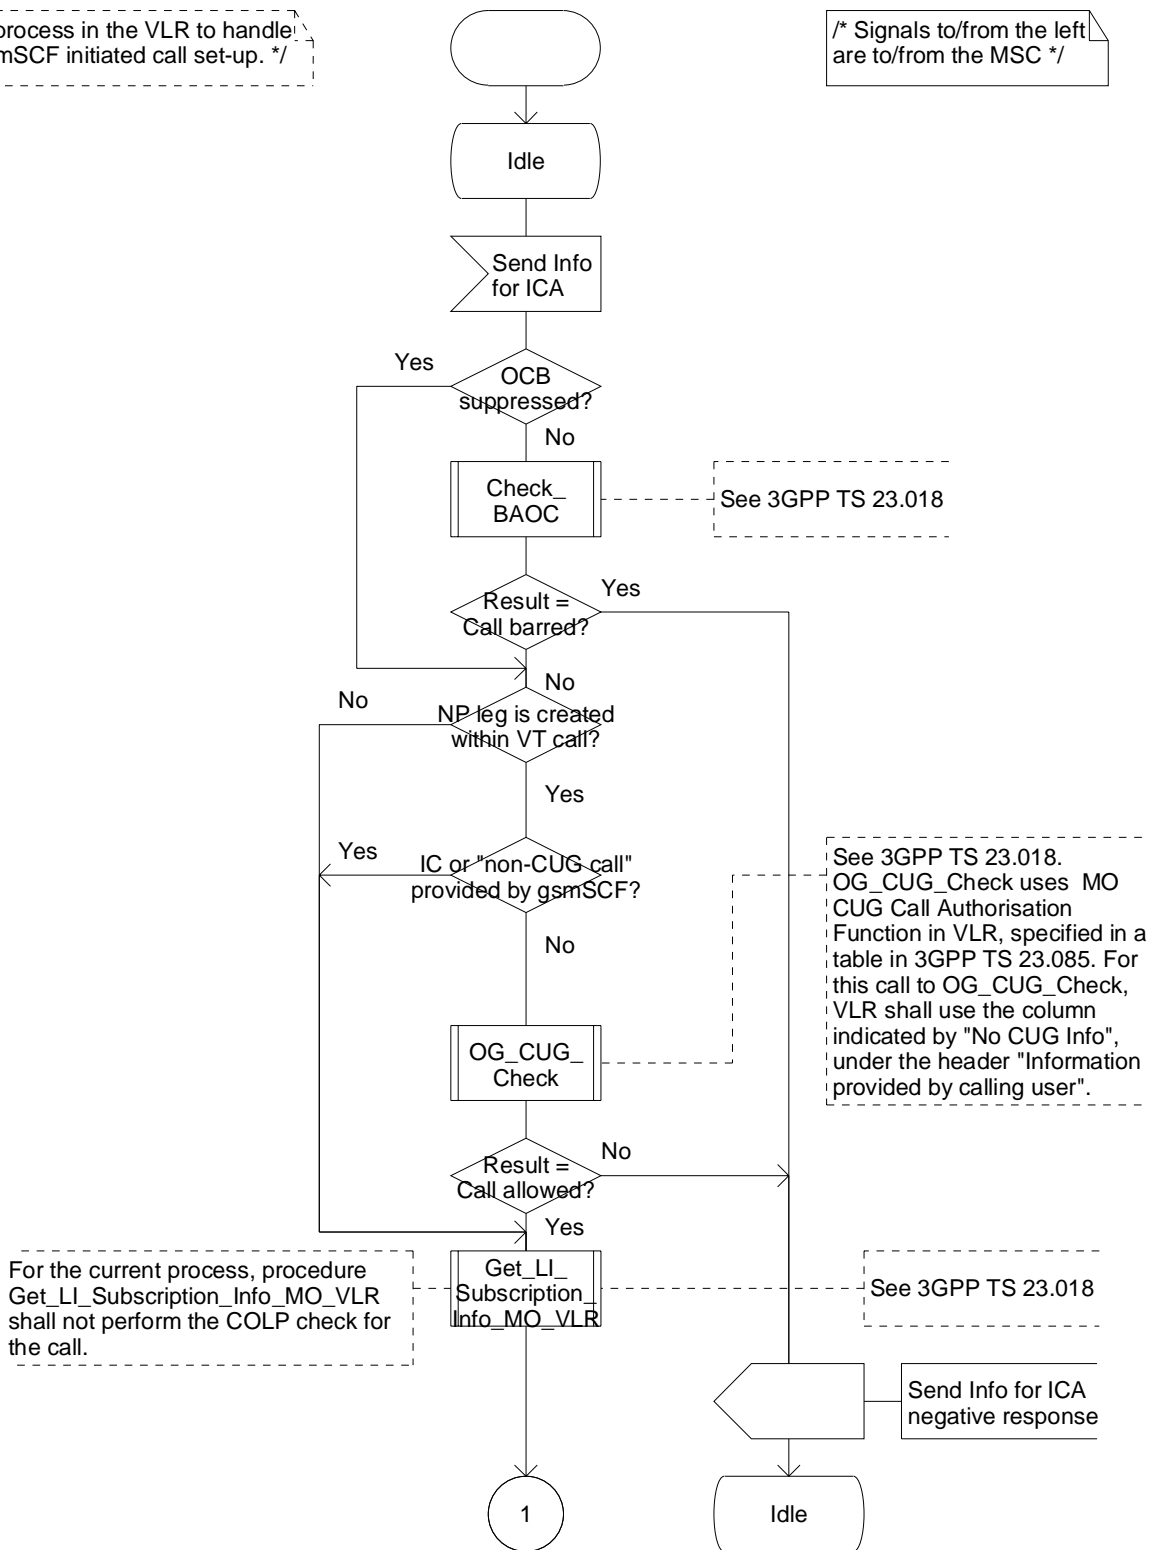 process in the VLR to handle
mSCF initiated call set-up. */
/* Signals to/from the left
are to/from the MSC */
Idle
Send Info
for ICA
Yes
OCB
suppressed?
No
Check_
BAOC
See 3GPP TS 23.018
Result =
Call barred?
Yes
No
No
NP leg is created
within VT call?
Yes
Yes
IC or "non-CUG call"
provided by gsmSCF?
No
See 3GPP TS 23.018.
OG_CUG_Check uses  MO
CUG Call Authorisation
Function in VLR, specified in a
table in 3GPP TS 23.085. For
this call to OG_CUG_Check,
VLR shall use the column
indicated by "No CUG Info",
under the header "Information
provided by calling user".
OG_CUG_
Check
Result =
Call allowed?
No
Yes
For the current process, procedure
Get_LI_Subscription_Info_MO_VLR
shall not perform the COLP check for
the call.
Get_LI_
Subscription_
Info_MO_VLR
See 3GPP TS 23.018
Send Info for ICA
negative response
1
Idle